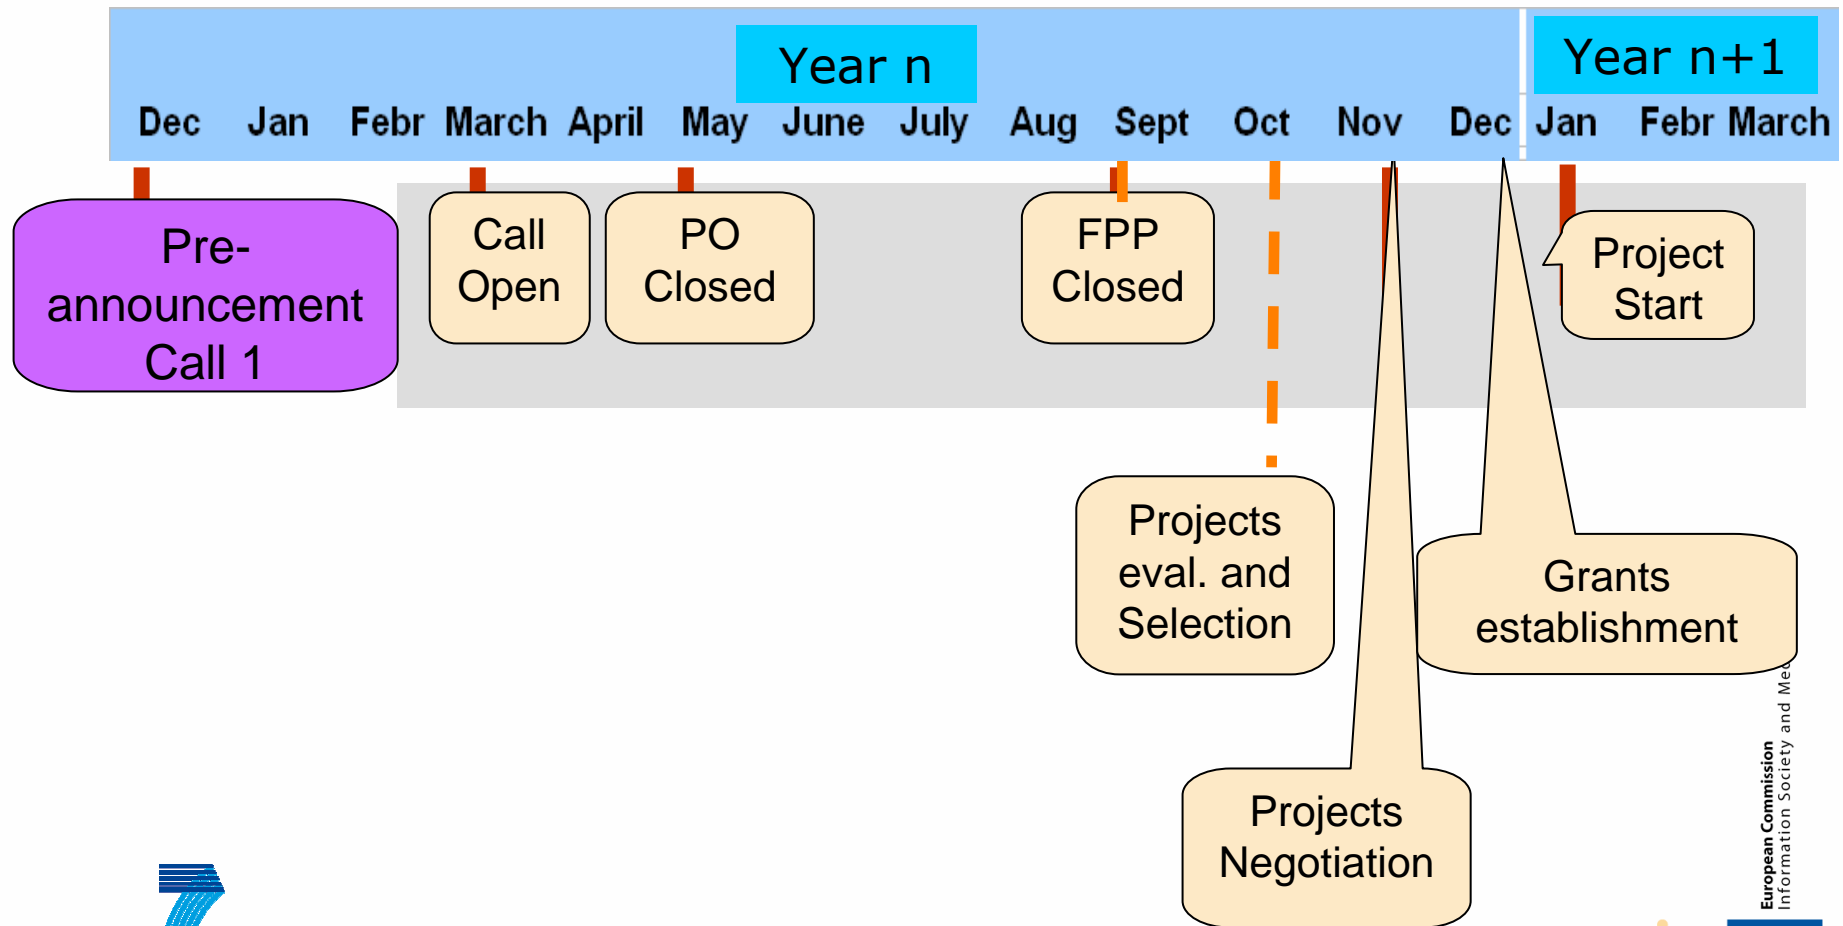 Year n
Year n+1
Dec Jan Febr March April May June July Aug Sept Oct Nov Dec Jan Febr March
Pre-
announcement
Call 1
Call
Open
PO
Closed
FPP
Closed
Project
Start
Projects
eval. and
Selection
Grants
establishment
Projects
Negotiation
European Commission
Information Society and